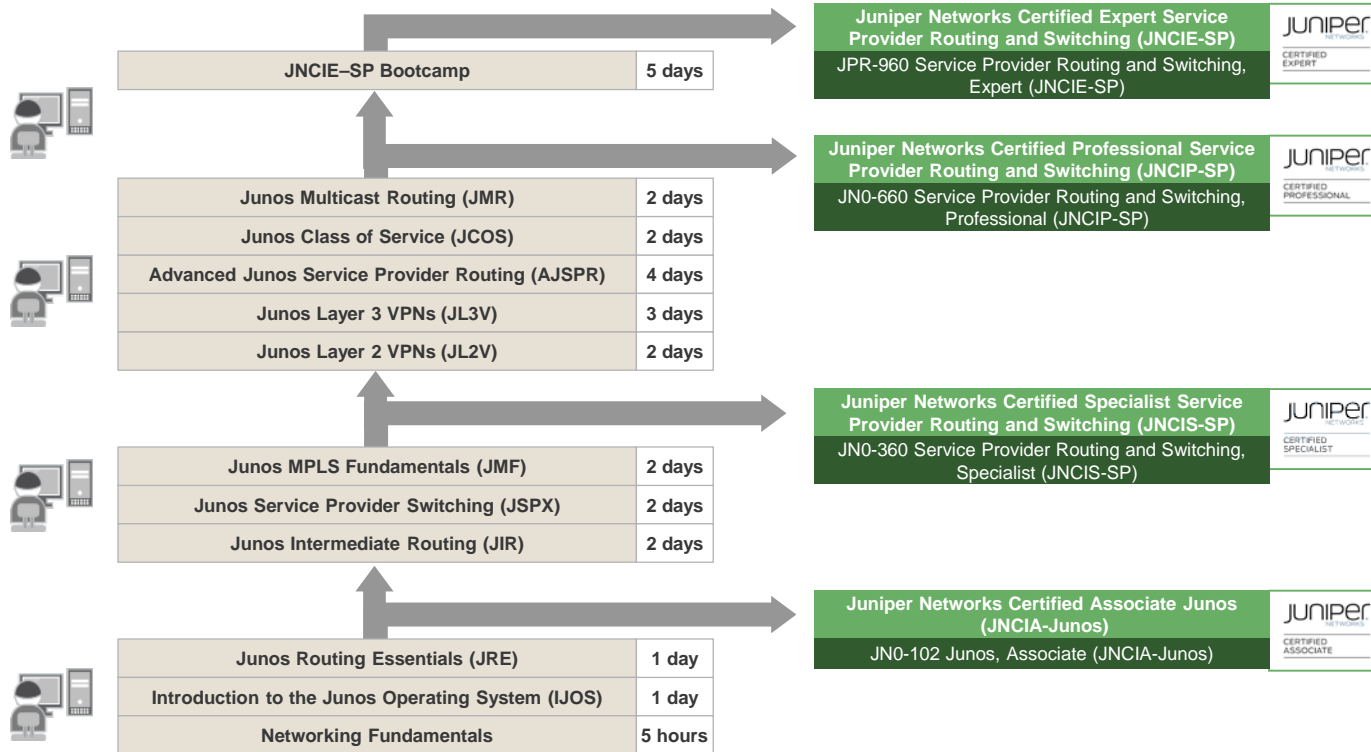 Juniper Networks Certified Expert Service
Provider Routing and Switching (JNCIE-SP)
JPR-960 Service Provider Routing and Switching,
Expert (JNCIE-SP)
JUNIPER
NETWORKS
CERTIFIED
EXPERT
JNCIE–SP Bootcamp 5 days
Juniper Networks Certified Professional Service
Provider Routing and Switching (JNCIP-SP)
JN0-660 Service Provider Routing and Switching,
Professional (JNCIP-SP)
JUNIPER
NETWORKS
CERTIFIED
PROFESSIONAL
Junos Multicast Routing (JMR) 2 days
Junos Class of Service (JCOS) 2 days
Advanced Junos Service Provider Routing (AJSPR) 4 days
Junos Layer 3 VPNs (JL3V) 3 days
Junos Layer 2 VPNs (JL2V) 2 days
Juniper Networks Certified Specialist Service
Provider Routing and Switching (JNCIS-SP)
JN0-360 Service Provider Routing and Switching,
Specialist (JNCIS-SP)
JUNIPER
NETWORKS
CERTIFIED
SPECIALIST
Junos MPLS Fundamentals (JMF) 2 days
Junos Service Provider Switching (JSPX) 2 days
Junos Intermediate Routing (JIR) 2 days
Juniper Networks Certified Associate Junos
(JNCIA-Junos)
JN0-102 Junos, Associate (JNCIA-Junos)
JUNIPER
NETWORKS
CERTIFIED
ASSOCIATE
Junos Routing Essentials (JRE) 1 day
Introduction to the Junos Operating System (IJOS) 1 day
Networking Fundamentals 5 hours